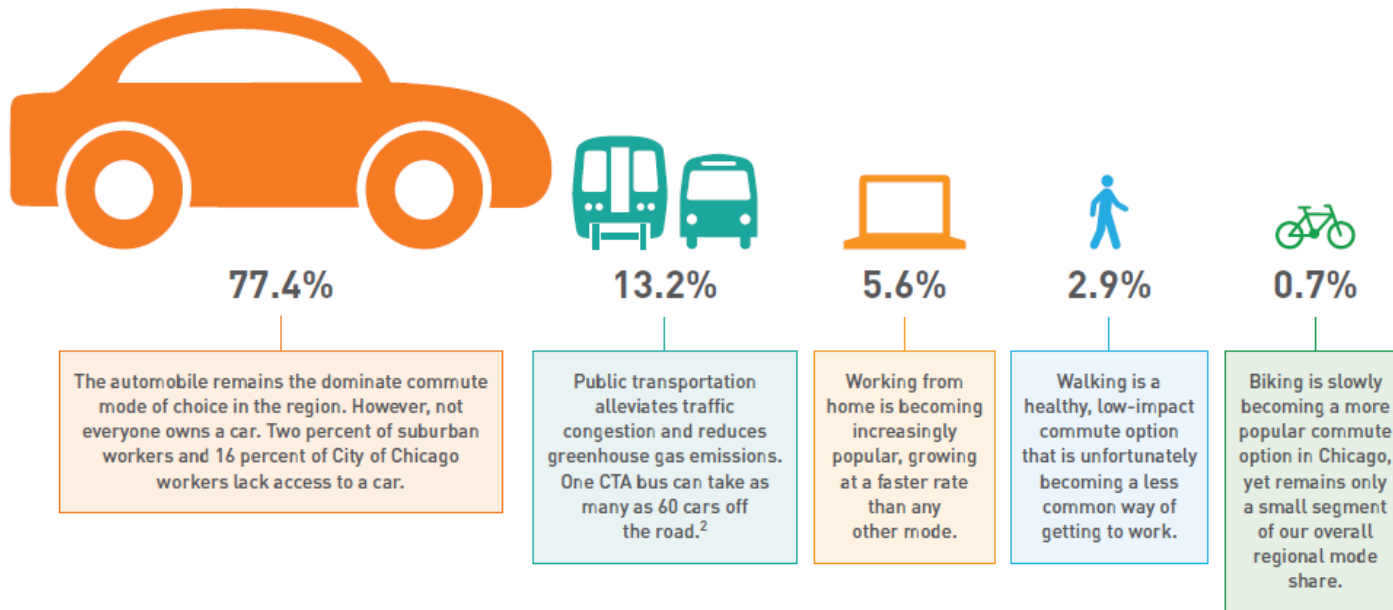 77.4%
13.2%
5.6%
2.9%
0.7%
The automobile remains the dominate commute
mode of choice in the region. However, not
everyone owns a car. Two percent of suburban
workers and 16 percent of City of Chicago
workers lack access to a car.
Public transportation
alleviates traffic
congestion and reduces
greenhouse gas emissions.
One CTA bus can take as
many as 60 cars off
the road.2
Working from
home is becoming
increasingly
popular, growing
at a faster rate
than any
other mode.
Walking is a
healthy, low-impact
commute option
that is unfortunately
becoming a less
common way of
getting to work.
Biking is slowly
becoming a more
popular commute
option in Chicago,
yet remains only
a small segment
of our overall
regional mode
share.